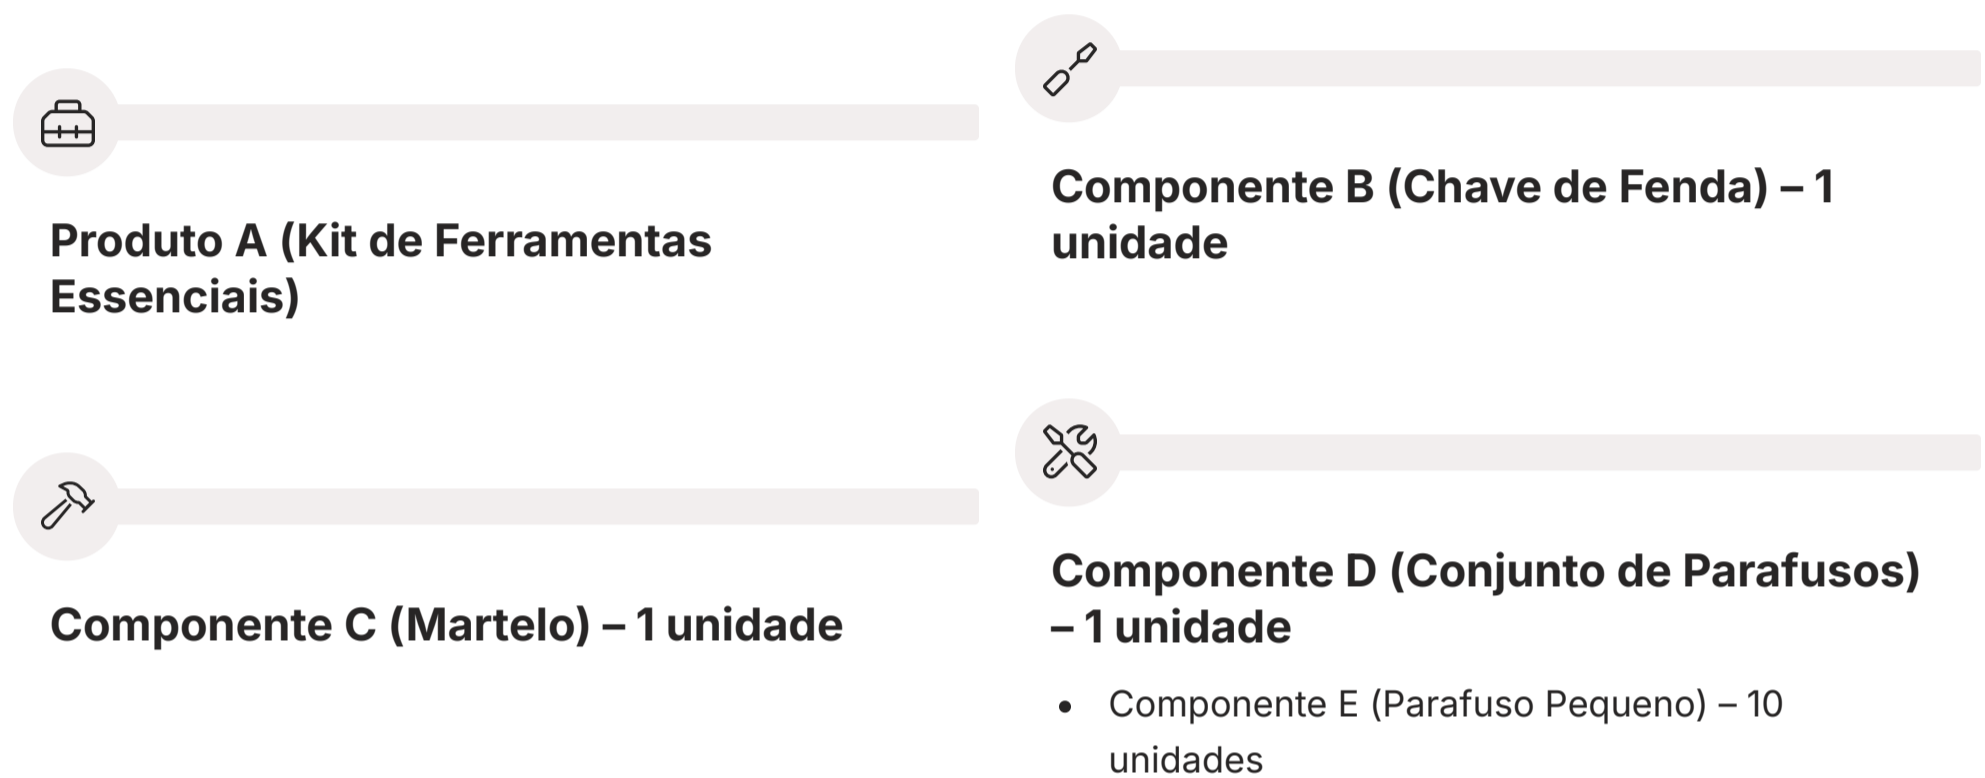 Produto A (Kit de Ferramentas
Essenciais)
Componente B (Chave de Fenda) – 1
unidade
Componente C (Martelo) – 1 unidade
Componente D (Conjunto de Parafusos)
– 1 unidade
• Componente E (Parafuso Pequeno) – 10
unidades